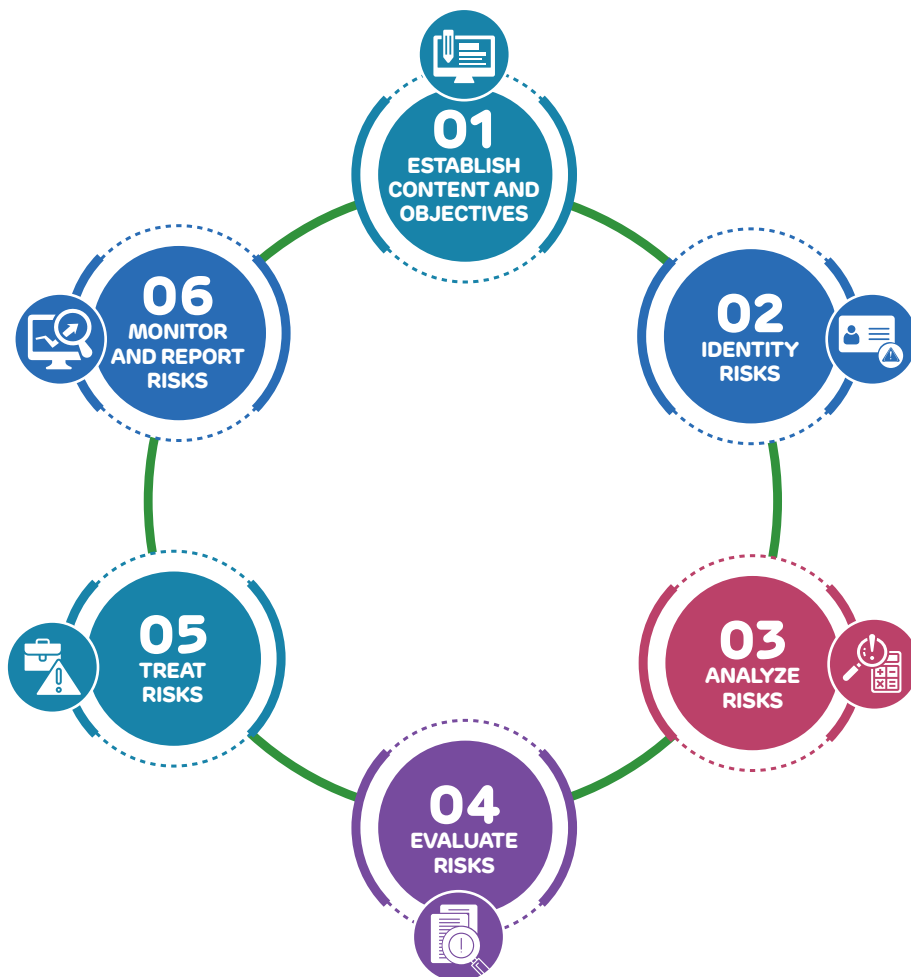 01
ESTABLISH
CONTENT AND
OBJECTIVES
02
IDENTITY
RISKS
03
ANALYZE
RISKS
04
EVALUATE
RISKS
05
TREAT
RISKS
06
MONITOR
AND REPORT
RISKS